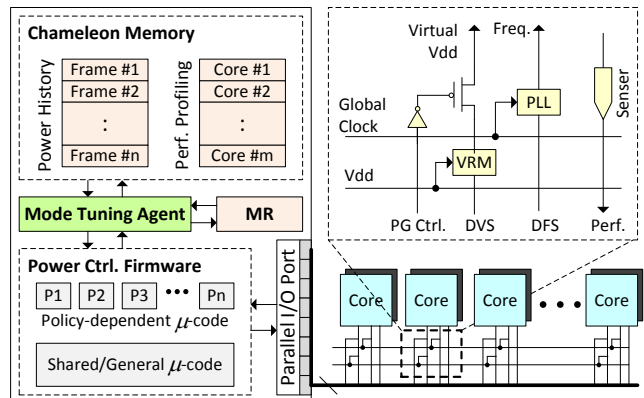 Chameleon Memory
Power History
Frame #1
Frame #2
:
Frame #n
Perf. Profiling
Core #1
Core #2
:
Core #m
Mode Tuning Agent
MR
Power Ctrl. Firmware
P1 P2 P3 ••• Pn
Policy-dependent μ-code
Shared/General μ-code
Parallel I/O Port
Virtual Vdd
Freq.
Global Clock
PLL
Senser
VRM
Vdd
PG Ctrl. DVS DFS Perf.
Core Core Core ••• Core